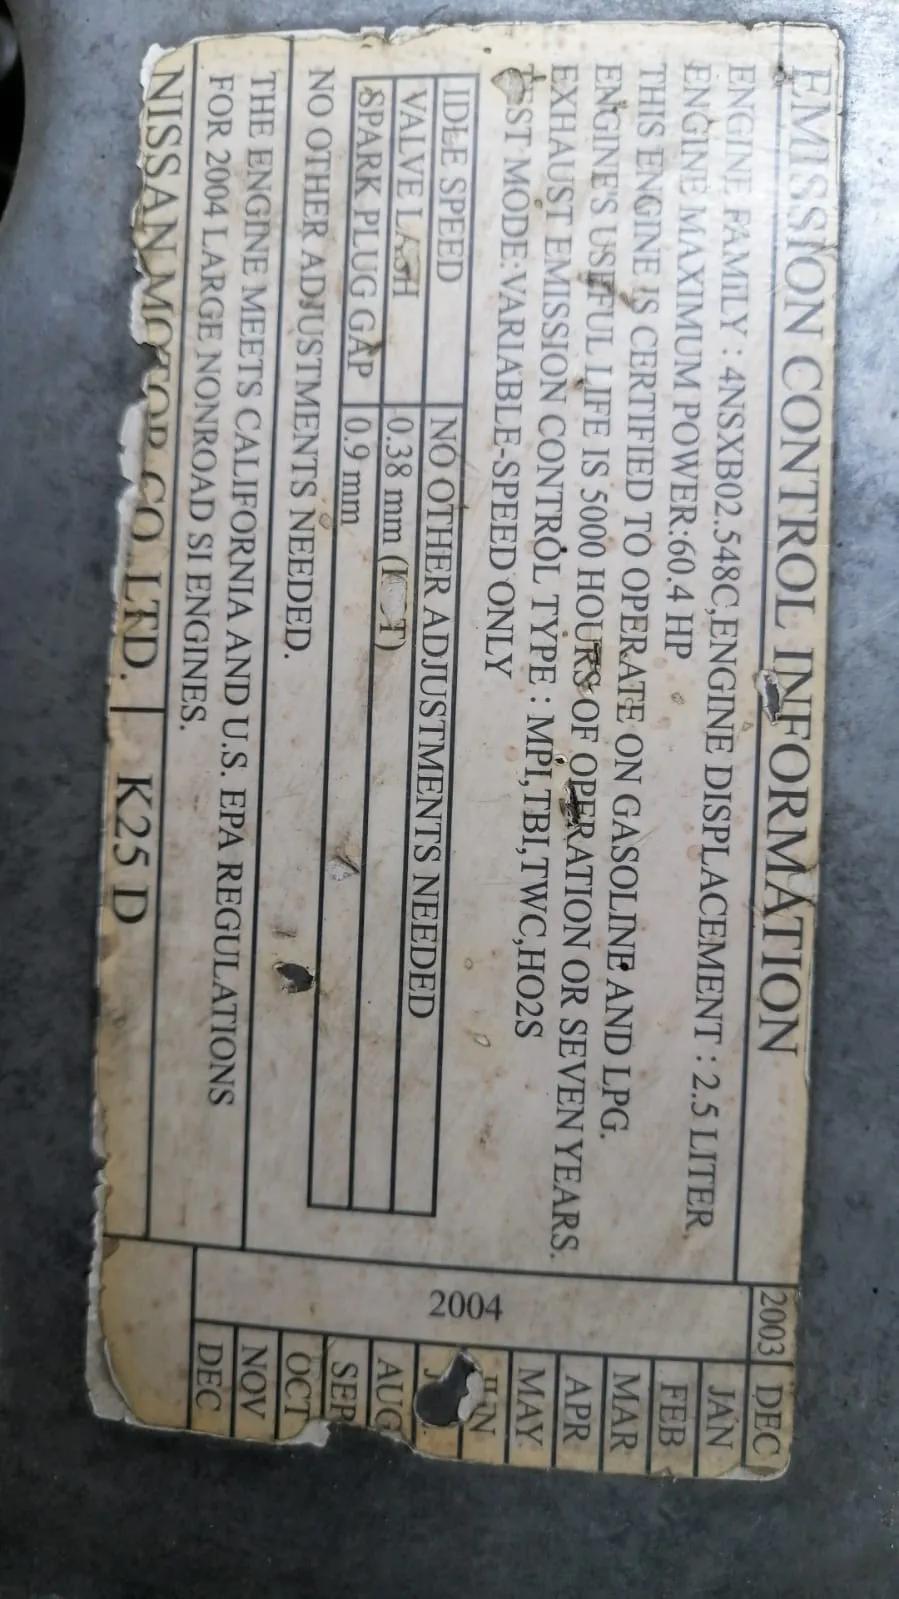 EMISSION CONTROL INFORMATION
ENGINE FAMILY : 4NSXB02.548C,ENGINE DISPLACEMENT : 2.5 LITER
ENGINE MAXIMUM POWER:60.4 HP
THIS ENGINE IS CERTIFIED TO OPERATE ON GASOLINE AND LPG.
ENGINE'S USEFUL LIFE IS 5000 HOURS OF OPERATION OR SEVEN YEARS.
EXHAUST EMISSION CONTROL TYPE : MPI,TBI,TWC,HO2S
TEST MODE:VARIABLE-SPEED ONLY
IDLE SPEED NO OTHER ADJUSTMENTS NEEDED
VALVE LASH 0.38 mm
SPARK PLUG GAP 0.9 mm
NO OTHER ADJUSTMENTS NEEDED.
THE ENGINE MEETS CALIFORNIA AND U.S. EPA REGULATIONS
FOR 2004 LARGE NONROAD SI ENGINES.
NISSAN MOTOR CO.,LTD. K25 D
2003 DEC
2004
JAN
FEB
MAR
APR
MAY
JUN
AUG
SEP
OCT
NOV
DEC